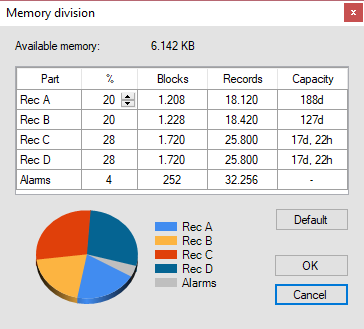 Memory division
x
Available memory: 6.142 KB
Part % Blocks Records Capacity
Rec A 20 1.208 18.120 188d
Rec B 20 1.228 18.420 127d
Rec C 28 1.720 25.800 17d, 22h
Rec D 28 1.720 25.800 17d, 22h
Alarms 4 252 32.256 -
Rec A
Rec B
Rec C
Rec D
Alarms
Default
OK
Cancel